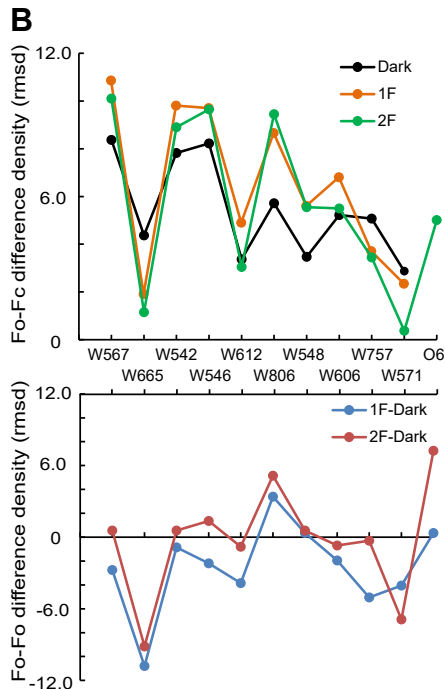 B
Fo-Fc difference density (rmsd)
12.0
6.0
0
Dark
1F
2F
W567 W542 W612 W548 W757 O6
W665 W546 W806 W606 W571
Fo-Fo difference density (rmsd)
12.0
6.0
0
-6.0
-12.0
1F-Dark
2F-Dark